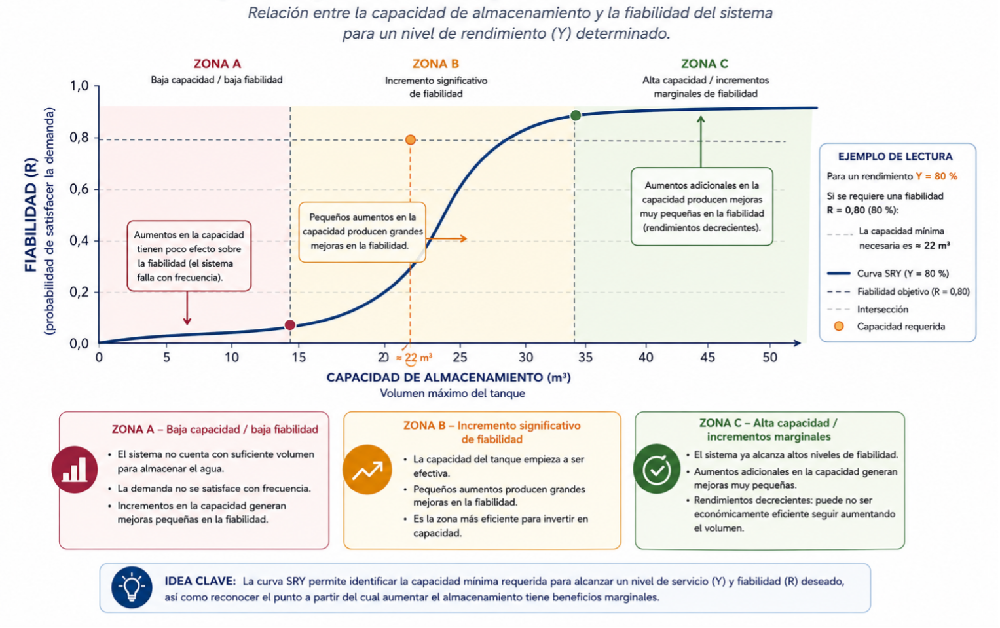 Relación entre la capacidad de almacenamiento y la fiabilidad del sistema
para un nivel de rendimiento (Y) determinado.
ZONA A
Baja capacidad / baja fiabilidad
ZONA B
Incremento significativo
de fiabilidad
ZONA C
Alta capacidad / incrementos
marginales de fiabilidad
FIABILIDAD (R)
(probabilidad de satisfacer la demanda)
1,0
0,8
0,6
0,4
0,2
0,0
Aumentos en la capacidad
tienen poco efecto sobre
la fiabilidad (el sistema
falla con frecuencia).
Pequeños aumentos en la
capacidad producen grandes
mejoras en la fiabilidad.
Aumentos adicionales en la
capacidad producen mejoras
muy pequeñas en la fiabilidad
(rendimientos decrecientes).
0 5 10 15 20 ≈ 22 m³ 25 30 35 40 45 50
CAPACIDAD DE ALMACENAMIENTO (m³)
Volumen máximo del tanque
EJEMPLO DE LECTURA
Para un rendimiento Y = 80 %
Si se requiere una fiabilidad
R = 0,80 (80 %):
La capacidad mínima
necesaria es ≈ 22 m³
Curva SRY (Y = 80 %)
Fiabilidad objetivo (R = 0,80)
Intersección
Capacidad requerida
ZONA A – Baja capacidad / baja fiabilidad
• El sistema no cuenta con suficiente volumen
para almacenar el agua.
• La demanda no se satisface con frecuencia.
• Incrementos en la capacidad generan
mejoras pequeñas en la fiabilidad.
ZONA B – Incremento significativo
de fiabilidad
• La capacidad del tanque empieza a ser
efectiva.
• Pequeños aumentos producen grandes
mejoras en la fiabilidad.
• Es la zona más eficiente para invertir en
capacidad.
ZONA C – Alta capacidad /
incrementos marginales
• El sistema ya alcanza altos niveles de fiabilidad.
• Aumentos adicionales en la capacidad generan
mejoras muy pequeñas.
• Rendimientos decrecientes: puede no ser
económicamente eficiente seguir aumentando
el volumen.
IDEA CLAVE: La curva SRY permite identificar la capacidad mínima requerida para alcanzar un nivel de servicio (Y) y fiabilidad (R) deseado,
así como reconocer el punto a partir del cual aumentar el almacenamiento tiene beneficios marginales.